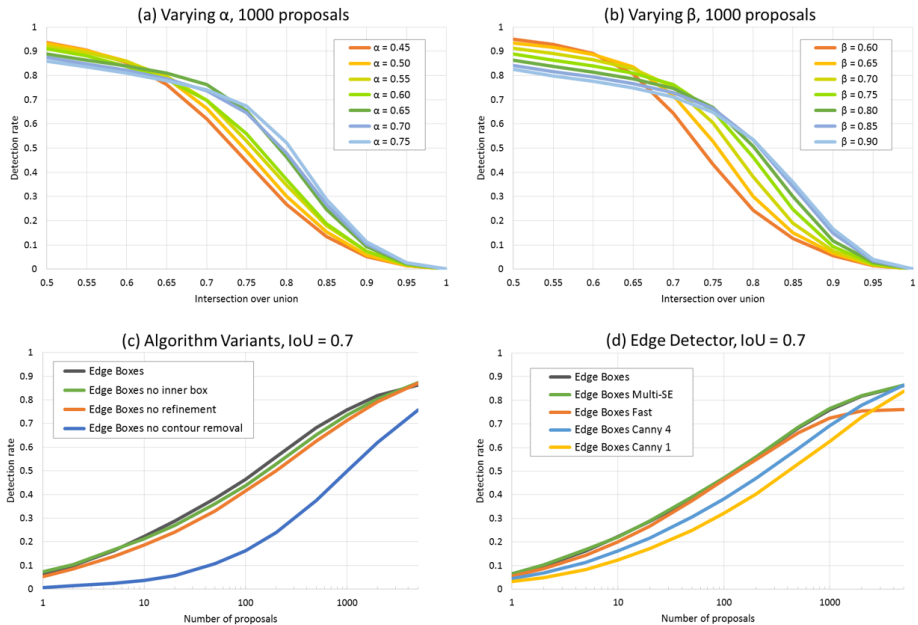 (a) Varying α, 1000 proposals
1
0.9
0.8
0.7
0.6
0.5
0.4
0.3
0.2
0.1
0
Detection rate
α = 0.45
α = 0.50
α = 0.55
α = 0.60
α = 0.65
α = 0.70
α = 0.75
0.5 0.55 0.6 0.65 0.7 0.75 0.8 0.85 0.9 0.95 1
Intersection over union
(b) Varying β, 1000 proposals
1
0.9
0.8
0.7
0.6
0.5
0.4
0.3
0.2
0.1
0
Detection rate
β = 0.60
β = 0.65
β = 0.70
β = 0.75
β = 0.80
β = 0.85
β = 0.90
0.5 0.55 0.6 0.65 0.7 0.75 0.8 0.85 0.9 0.95 1
Intersection over union
(c) Algorithm Variants, IoU = 0.7
1
0.9
0.8
0.7
0.6
0.5
0.4
0.3
0.2
0.1
0
Detection rate
Edge Boxes
Edge Boxes no inner box
Edge Boxes no refinement
Edge Boxes no contour removal
1 10 100 1000
Number of proposals
(d) Edge Detector, IoU = 0.7
1
0.9
0.8
0.7
0.6
0.5
0.4
0.3
0.2
0.1
0
Detection rate
Edge Boxes
Edge Boxes Multi-SE
Edge Boxes Fast
Edge Boxes Canny 4
Edge Boxes Canny 1
1 10 100 1000
Number of proposals